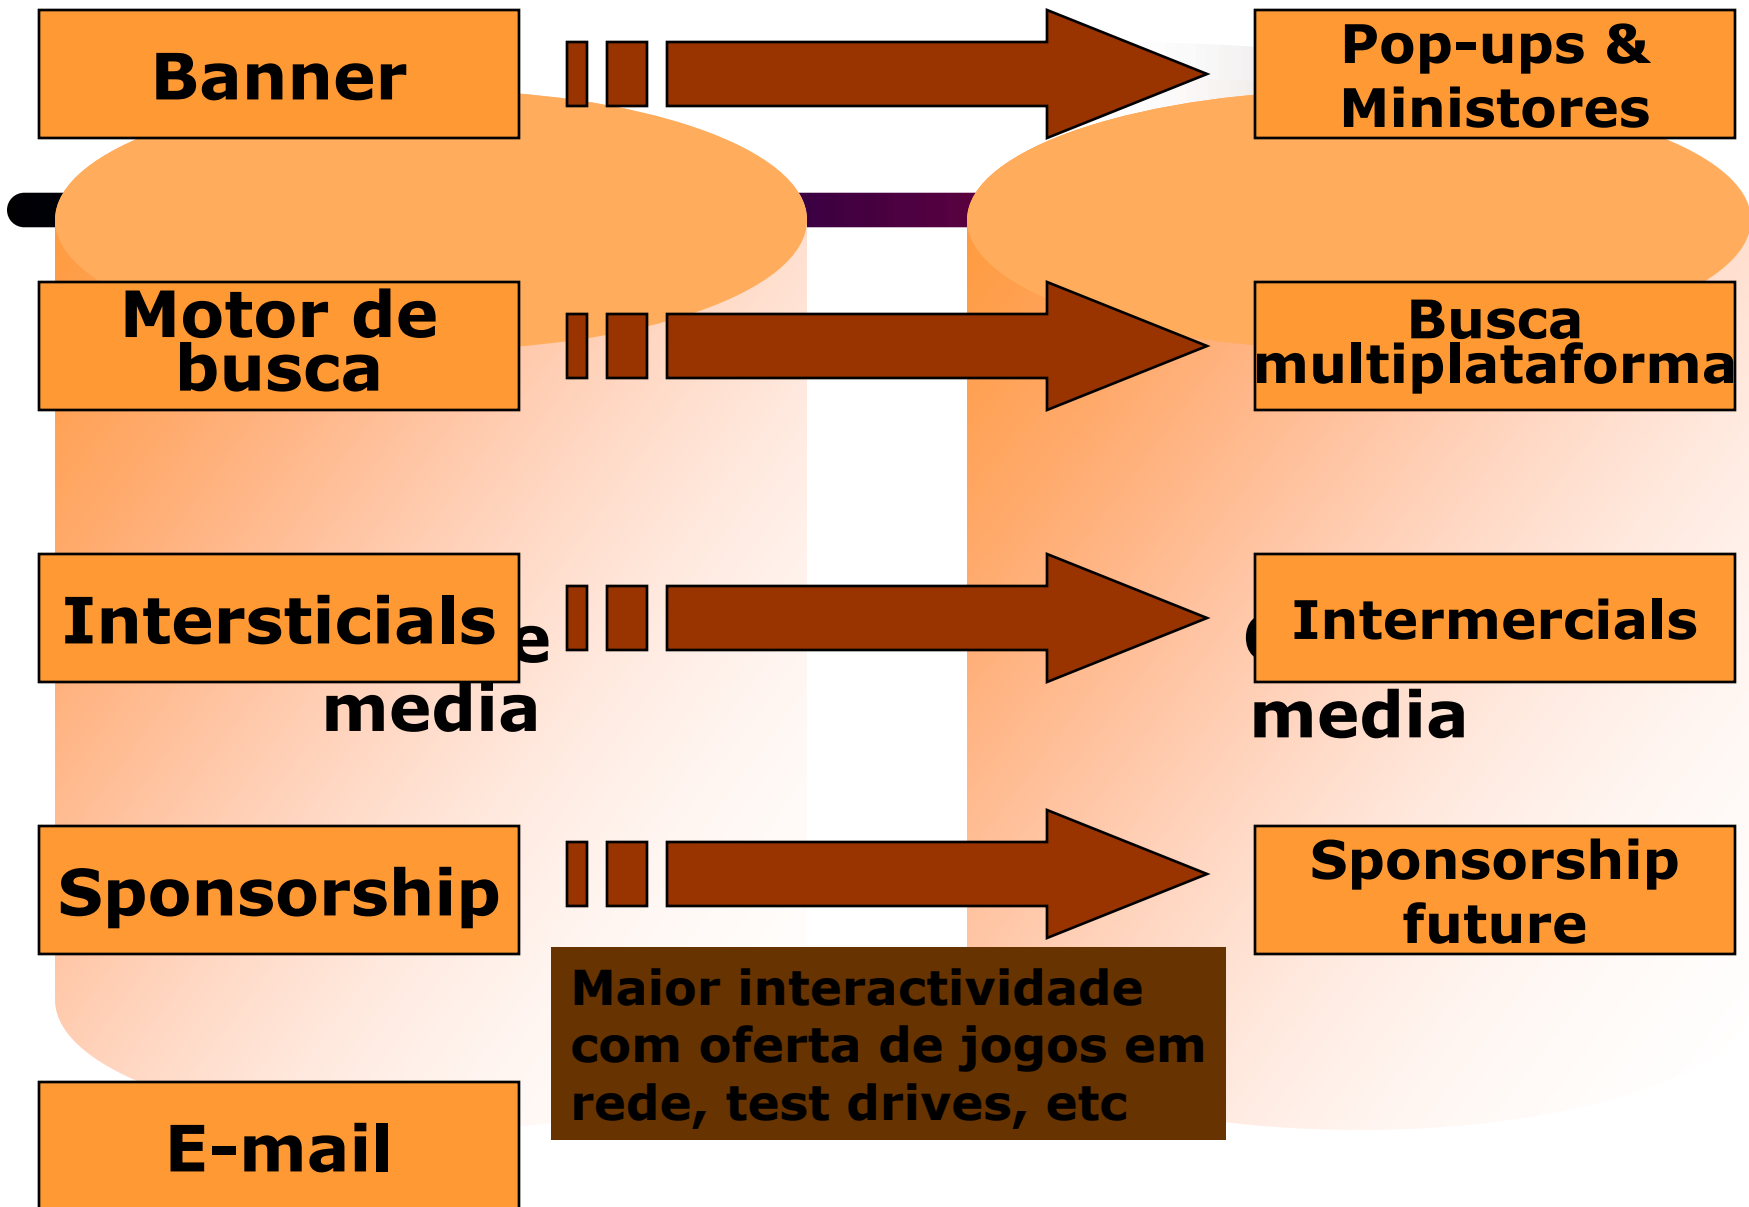 Banner
Pop-ups &
Ministores
Motor de
busca
Busca
multiplataforma
Intersticials
Intermercials
media
media
Sponsorship
Sponsorship
future
Maior interactividade
com oferta de jogos em
rede, test drives, etc
E-mail